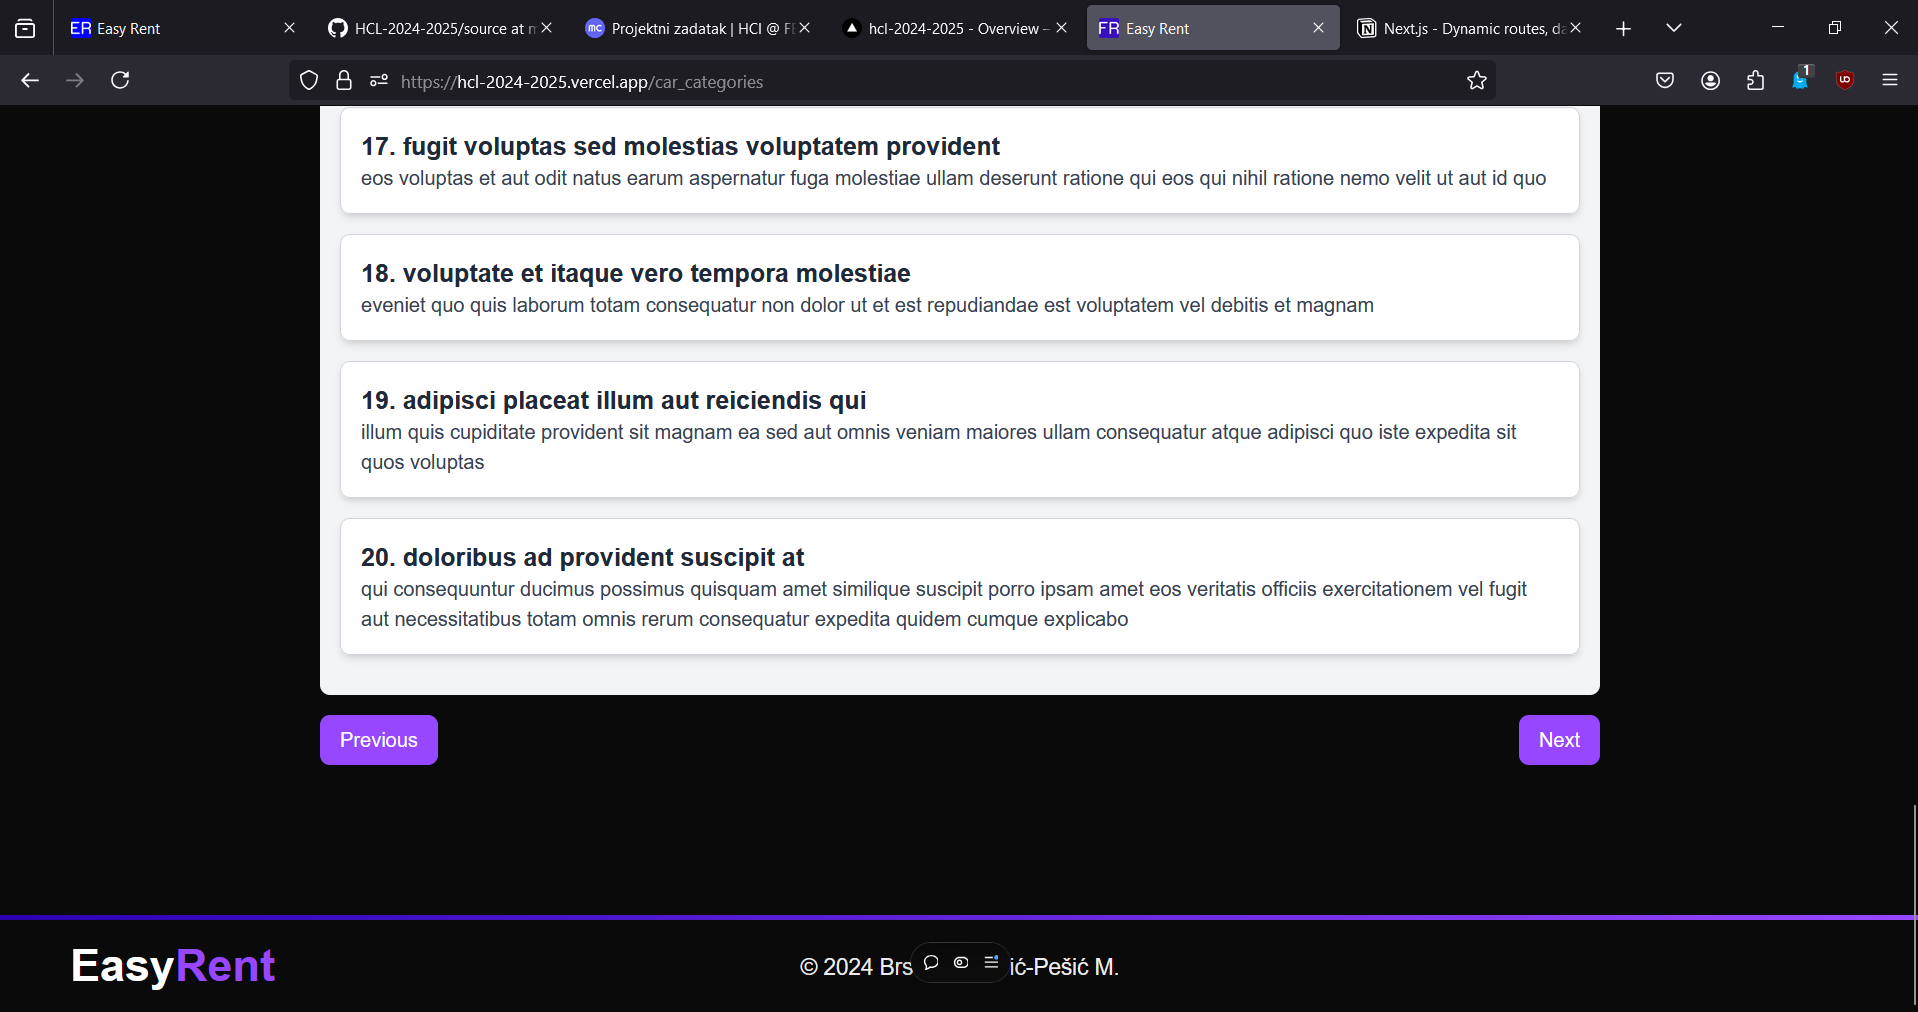 ER Easy Rent
HCL-2024-2025/source at
Projektni zadatak | HCI @
hcl-2024-2025 - Overview -
ER Easy Rent
Next.js - Dynamic routes,
https://hcl-2024-2025.vercel.app/car_categories
1
17. fugit voluptas sed molestias voluptatem provident
eos voluptas et aut odit natus earum aspernatur fuga molestiae ullam deserunt ratione qui eos qui nihil ratione nemo velit ut aut id quo
18. voluptate et itaque vero tempora molestiae
eveniet quo quis laborum totam consequatur non dolor ut et est repudiandae est voluptatem vel debitis et magnam
19. adipisci placeat illum aut reiciendis qui
illum quis cupiditate provident sit magnam ea sed aut omnis veniam maiores ullam consequatur atque adipisci quo iste expedita sit
quos voluptas
20. doloribus ad provident suscipit at
qui consequuntur ducimus possimus quisquam amet similique suscipit porro ipsam amet eos veritatis officiis exercitationem vel fugit
aut necessitatibus totam omnis rerum consequatur expedita quidem cumque explicabo
Previous
Next
EasyRent
© 2024 Brs ić-Pešić M.